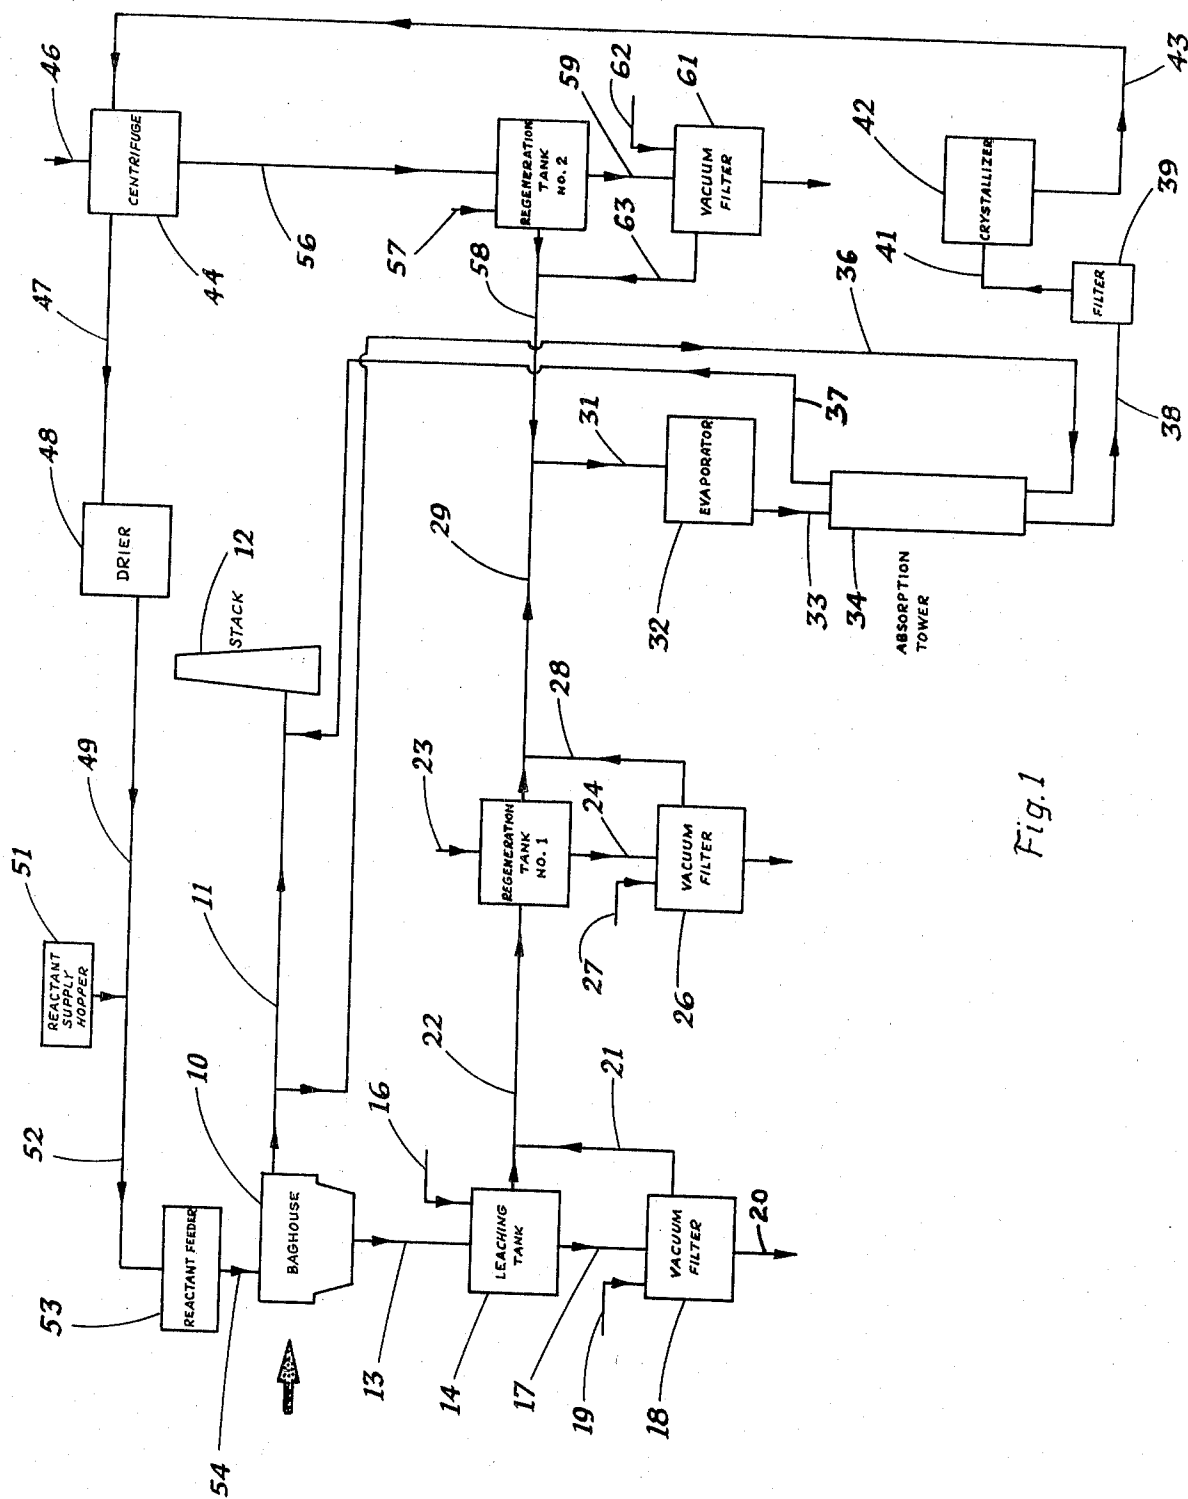 46
CENTRIFUGE
44
47
56
48
DRIER
12
STACK
49
51
REACTANT
SUPPLY
HOPPER
11
52
10
53
REACTANT FEEDER
54
BAGHOUSE
13
16
14
LEACHING
TANK
17
19
VACUUM
FILTER
18
20
21
22
23
REGENERATION
TANK
NO. 1
24
27
VACUUM
FILTER
26
28
29
57
REGENERATION
TANK
NO. 2
58
59
62
61
VACUUM
FILTER
63
31
EVAPORATOR
32
33
34
ABSORPTION
TOWER
36
37
38
39
FILTER
41
42
CRYSTALLIZER
43
Fig.1